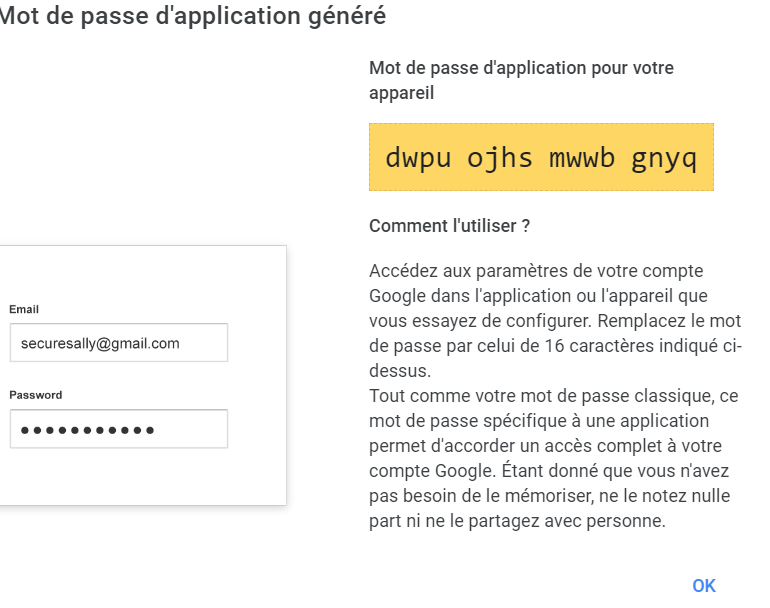 Mot de passe d'application généré
Mot de passe d'application pour votre
appareil
dwpu ojhs mwwb gnyq
Comment l'utiliser ?
Accédez aux paramètres de votre compte
Google dans l'application ou l'appareil que
vous essayez de configurer. Remplacez le mot
de passe par celui de 16 caractères indiqué ci-
dessus.
Tout comme votre mot de passe classique, ce
mot de passe spécifique à une application
permet d'accorder un accès complet à votre
compte Google. Étant donné que vous n'avez
pas besoin de le mémoriser, ne le notez nulle
part ni ne le partagez avec personne.
Email
securesally@gmail.com
Password
OK